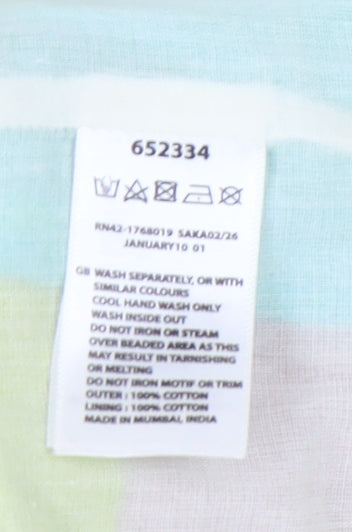 652334
RN42-1768019 SAKA02/26
JANUARY10 01
GB WASH SEPARATELY, OR WITH
SIMILAR COLOURS
COOL HAND WASH ONLY
WASH INSIDE OUT
DO NOT IRON OR STEAM
OVER BEADED AREA AS THIS
MAY RESULT IN TARNISHING
OR MELTING
DO NOT IRON MOTIF OR TRIM
OUTER : 100% COTTON
LINING : 100% COTTON
MADE IN MUMBAI, INDIA